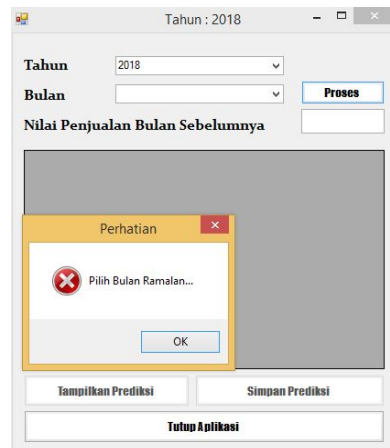 Tahun : 2018
Tahun 2018
Bulan Proses
Nilai Penjualan Bulan Sebelumnya
Perhatian
Pilih Bulan Ramalan...
OK
Tampilkan Prediksi Simpan Prediksi
Tutup Aplikasi